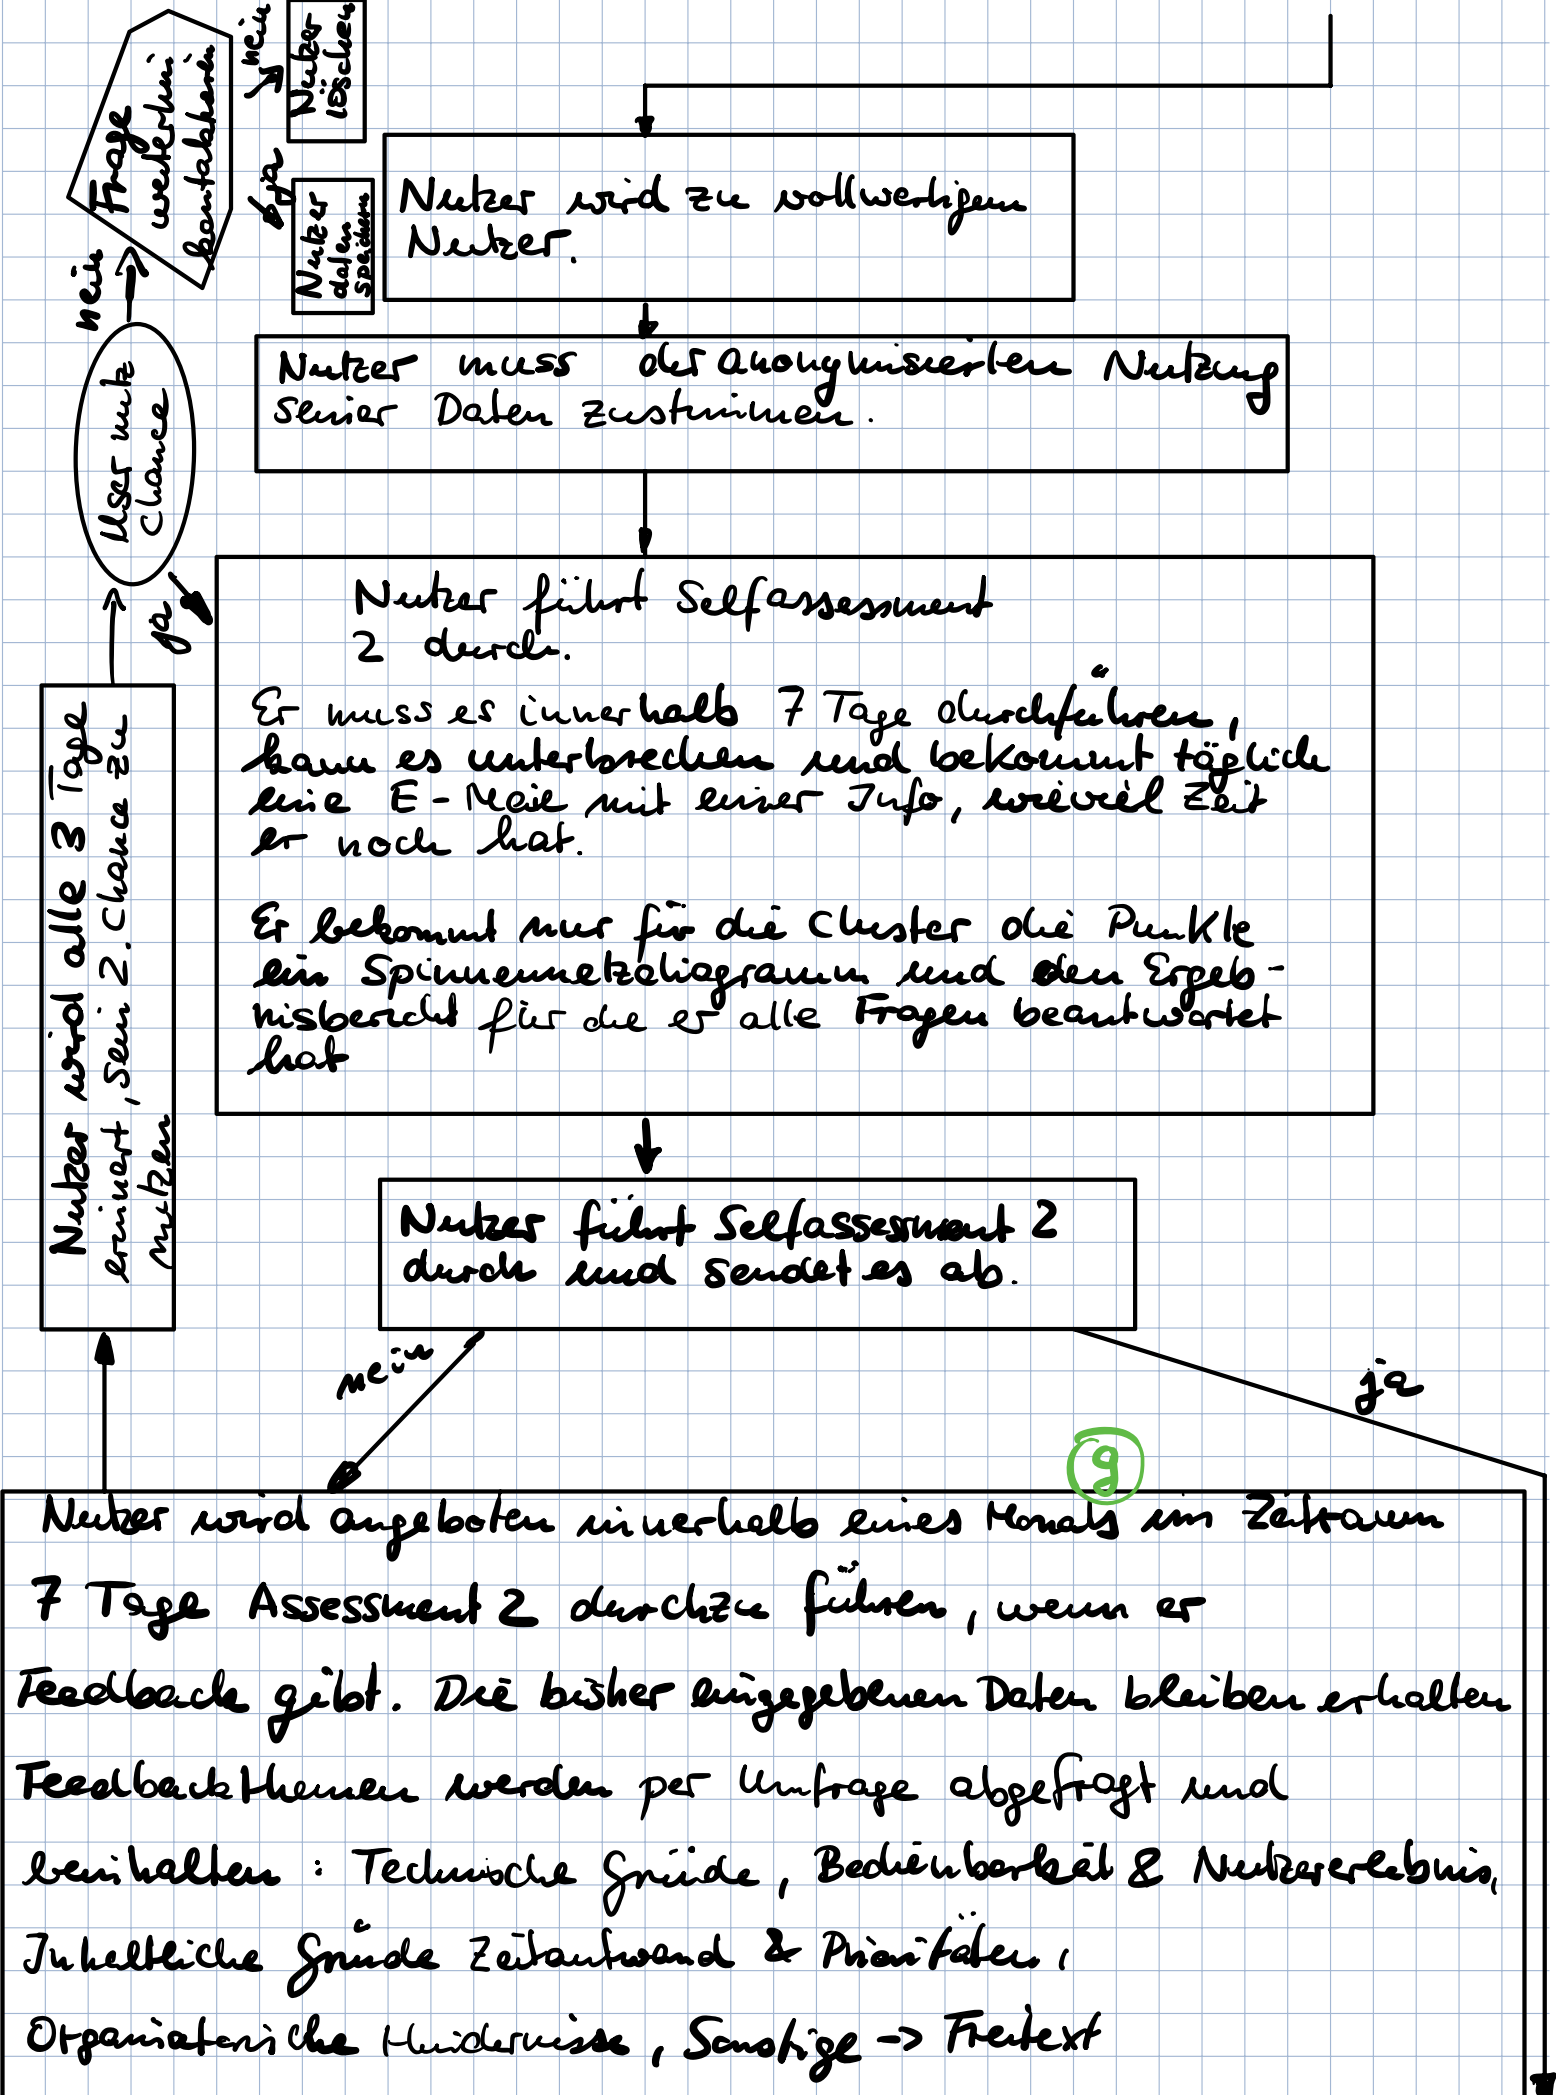 Frage
weiterhin
kontaktieren
nein
Nutzer
löschen
ja
Nutzer
daten
speichern
Nutzer wird zu vollwertigem
Nutzer.
nein
User nutz
Chance
ja
Nutzer muss der anonymisierten Nutzung
seiner Daten zustimmen.
Nutzer führt Selfassessment
2 durch.
Er muss es innerhalb 7 Tage durchführen,
kann es unterbrechen und bekommt täglich
eine E-Mail mit einer Info, wieviel Zeit
er noch hat.
Er bekommt nur für die Cluster die Punkte
ein Spinnennetzdiagramm und den Ergeb-
nisbericht für die er alle Fragen beantwortet
hat
Nutzer wird alle 3 Tage
erinnert, sein 2. Chance zu
nutzen
Nutzer führt Selfassessment 2
durch und sendet es ab.
nein
ja
9
Nutzer wird angeboten innerhalb eines Monats im Zeitraum
7 Tage Assessment 2 durchzu führen, wenn er
Feedback gibt. Die bisher eingegebenen Daten bleiben erhalten
Feedbackthemen werden per Umfrage abgefragt und
beinhalten: Technische Gründe, Bedienbarkeit & Nutzererlebnis,
Inhaltliche Gründe Zeitaufwand & Prioritäten,
Organisatorische Hindernisse, Sonstige -> Freitext